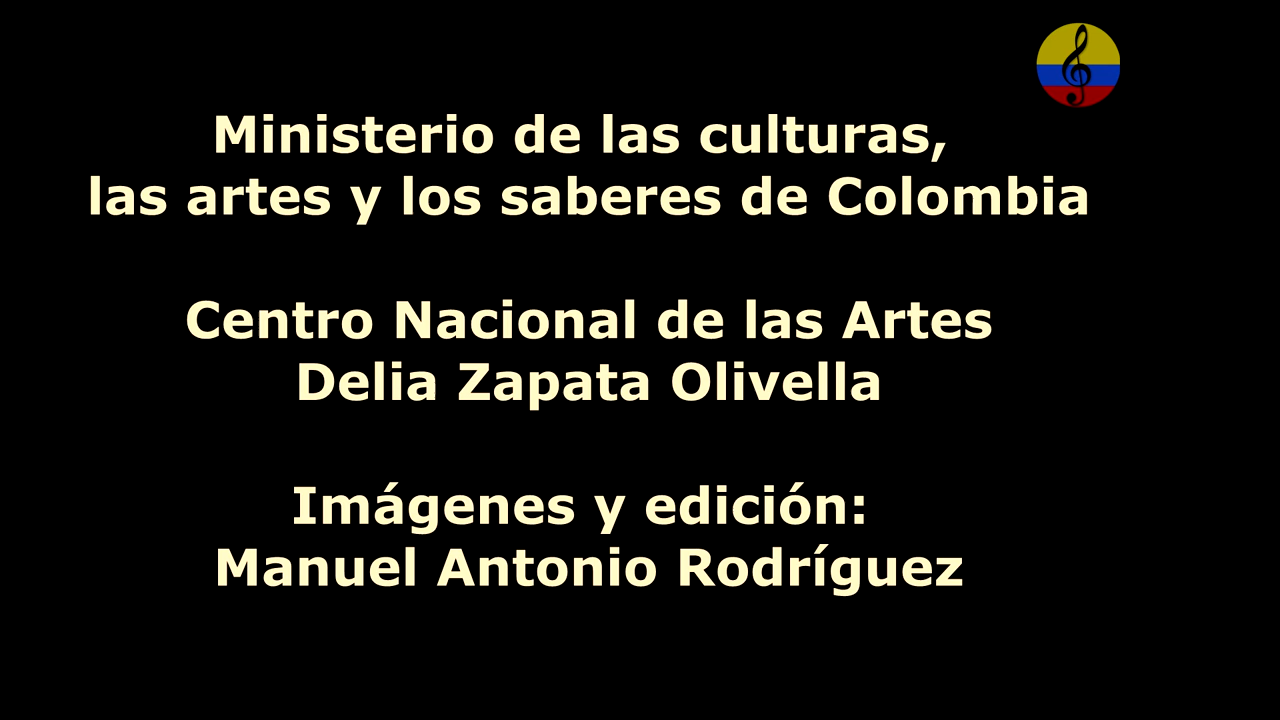 Ministerio de las culturas,
las artes y los saberes de Colombia
Centro Nacional de las Artes
Delia Zapata Olivella
Imágenes y edición:
Manuel Antonio Rodríguez